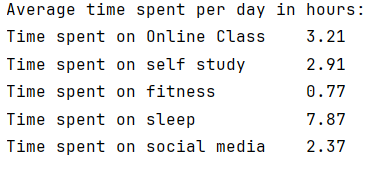 Average time spent per day in hours:
Time spent on Online Class    3.21
Time spent on self study      2.91
Time spent on fitness         0.77
Time spent on sleep           7.87
Time spent on social media    2.37